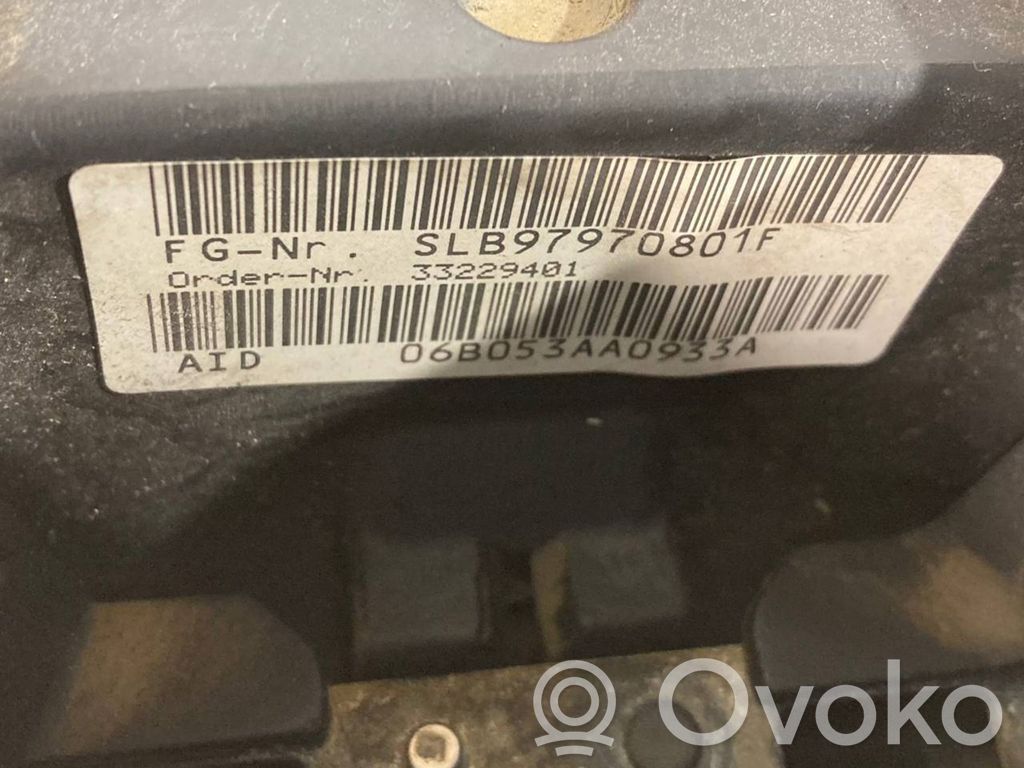 FG-Nr. SLB97970801F
Order-Nr. 33229401
AID 06B053AA0933A
Ovoko